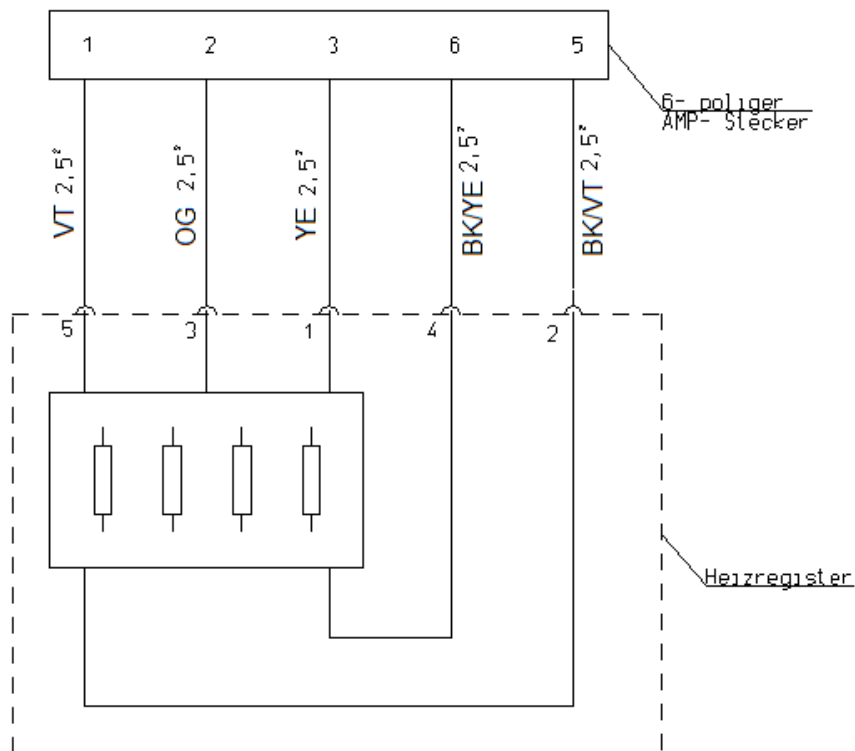 1 2 3 6 5
6- poliger
AMP- Stecker
VT 2,5²
OG 2,5²
YE 2,5²
BK/YE 2,5²
BK/VT 2,5²
5 3 1 4 2
Heizregister